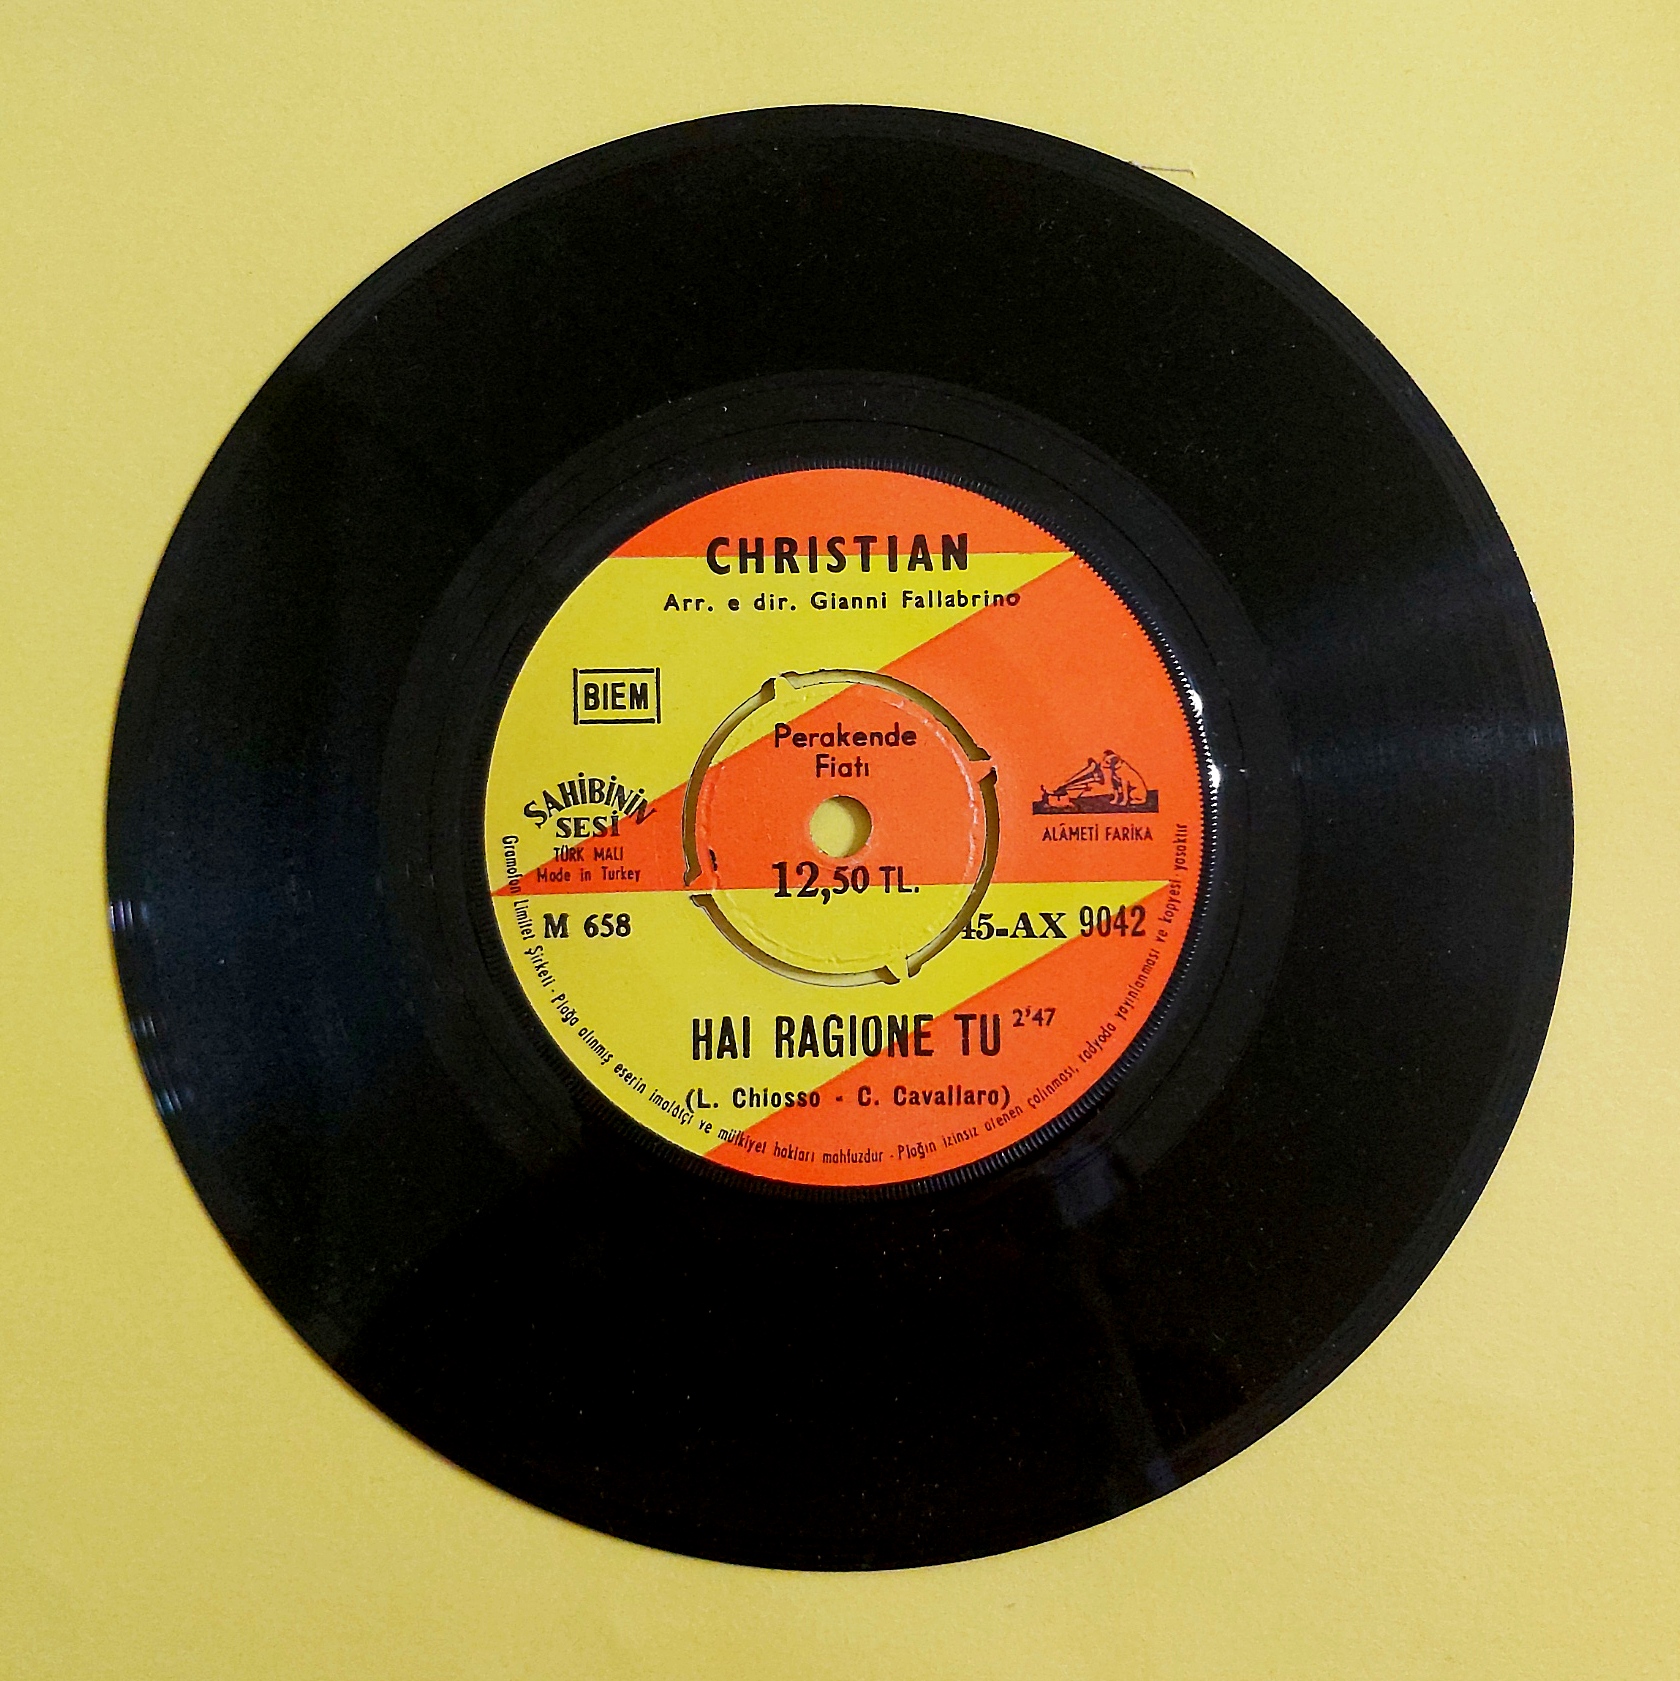 CHRISTIAN
Arr. e dir. Gianni Fallabrino
BIEM
Perakende
Fiatı
12,50 TL.
SAHİBİNİN
SESİ
TÜRK MALI
Made in Turkey
ALÂMETİ FARİKA
M 658
45-AX 9042
HAI RAGIONE TU 2'47
(L. Chiosso - C. Cavallaro)
Gramofon Limitet Şirketi - Plağa alınmış eserin imalâtçi ve mülkiyet hakları mahfuzdur - Plağın izinsiz alenen çalınması, radyoda yayınlanması ve kopyesi yasaktır